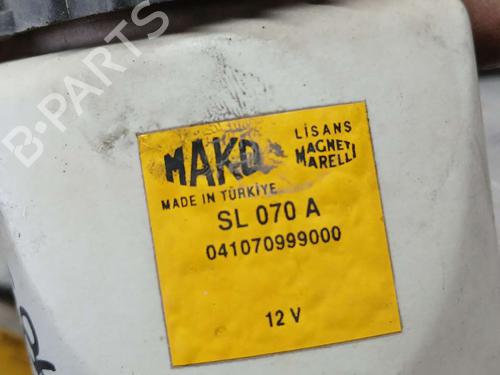 B-PARTS
MAKO
LİSANS
MAGNETI
MARELLI
MADE IN TÜRKİYE
SL 070 A
041070999000
12 V